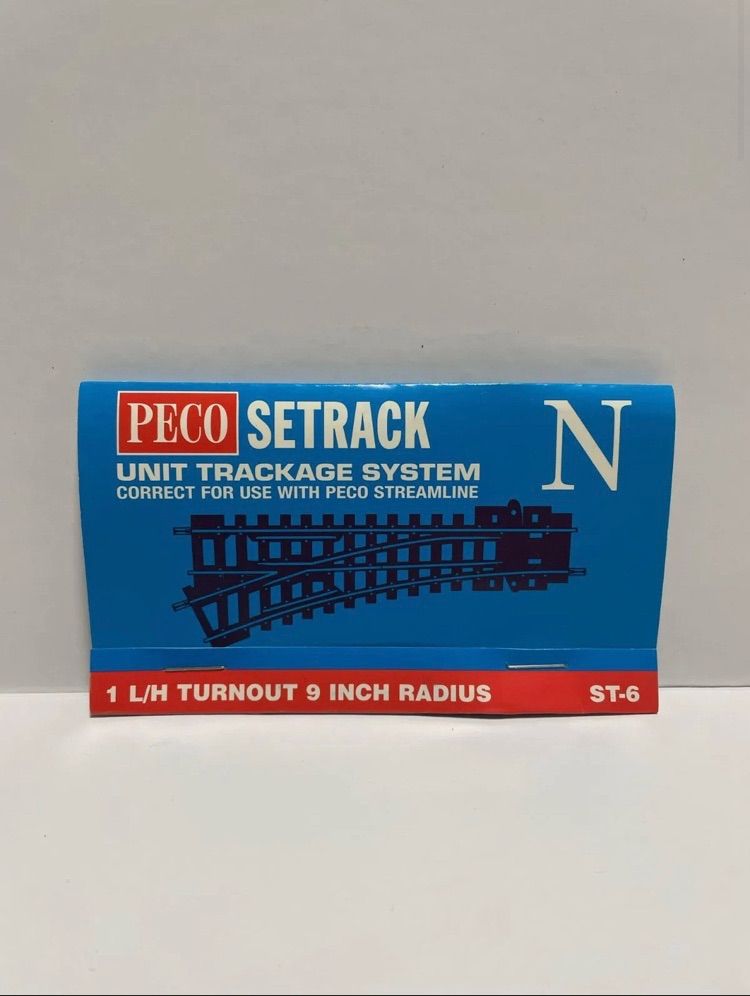 PECO SETRACK
N
UNIT TRACKAGE SYSTEM
CORRECT FOR USE WITH PECO STREAMLINE
1 L/H TURNOUT 9 INCH RADIUS ST-6